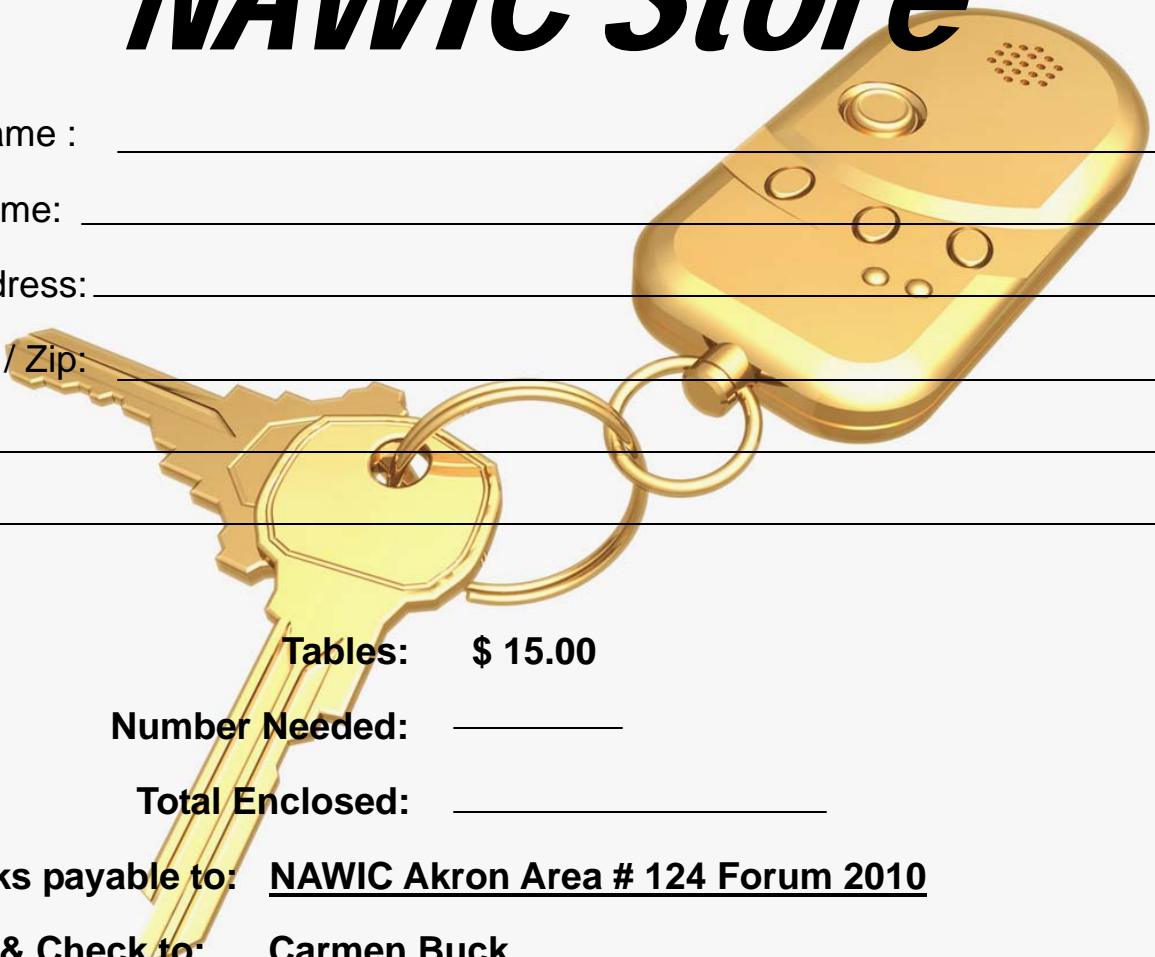 NAWIC Store
ame :
me:
dress:
/ Zip:
Tables: $ 15.00
Number Needed:
Total Enclosed:
ks payable to: NAWIC Akron Area # 124 Forum 2010
& Check to: Carmen Buck